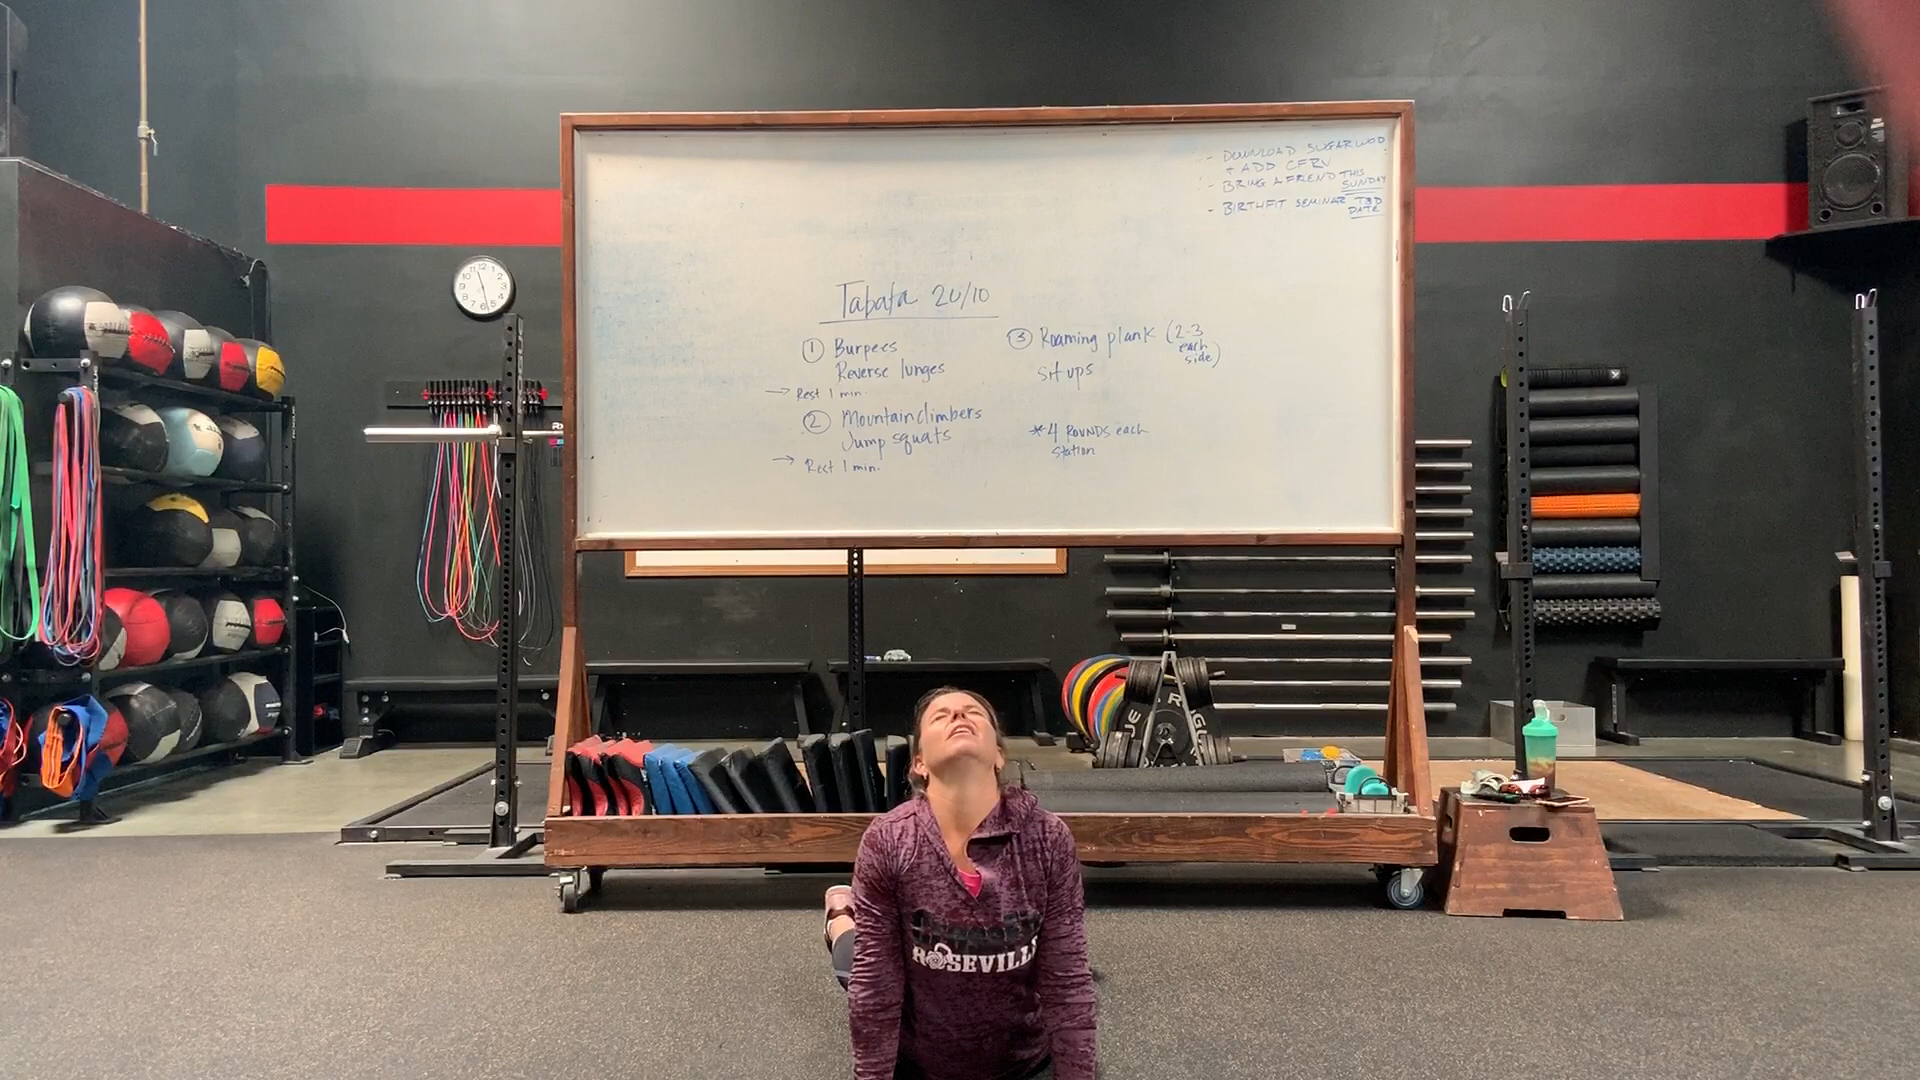 - DOWNLOAD SUGARWOD
+ ADD CFRV
- BRING A FRIEND THIS
SUNDAY
- BIRTHFIT SEMINAR TBD
DATE
Tabata 20/10
① Burpees
Reverse lunges
→ Rest 1 min.
② Mountainclimbers
Jump squats
→ Rest 1 min.
③ Roaming plank (2-3
each
side)
sit ups
*4 ROUNDS each
station
ROSEVILLE